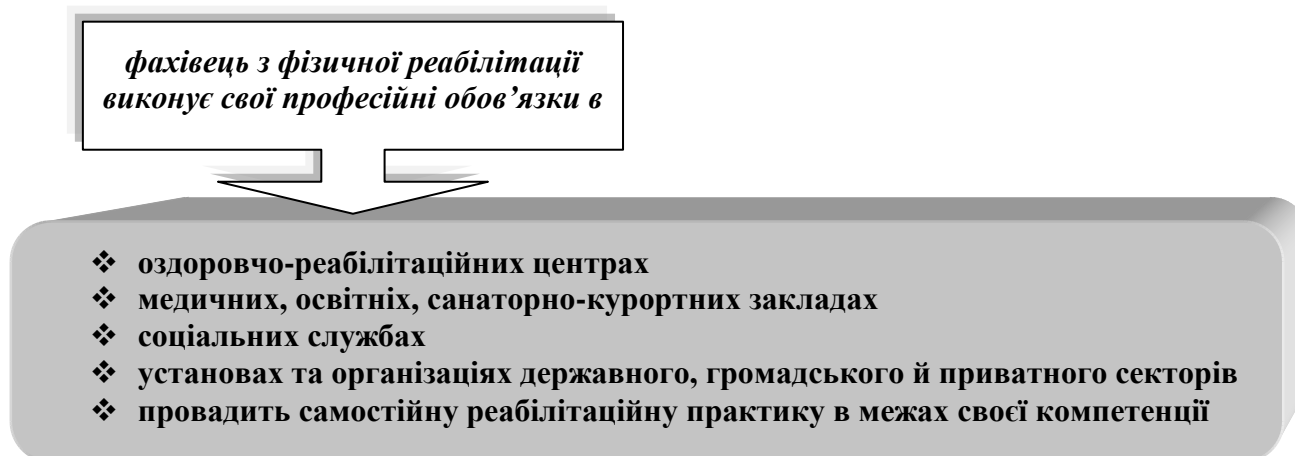 фахівець з фізичної реабілітації
виконує свої професійні обов’язки в
❖ оздоровчо-реабілітаційних центрах
❖ медичних, освітніх, санаторно-курортних закладах
❖ соціальних службах
❖ установах та організаціях державного, громадського й приватного секторів
❖ провадить самостійну реабілітаційну практику в межах своєї компетенції